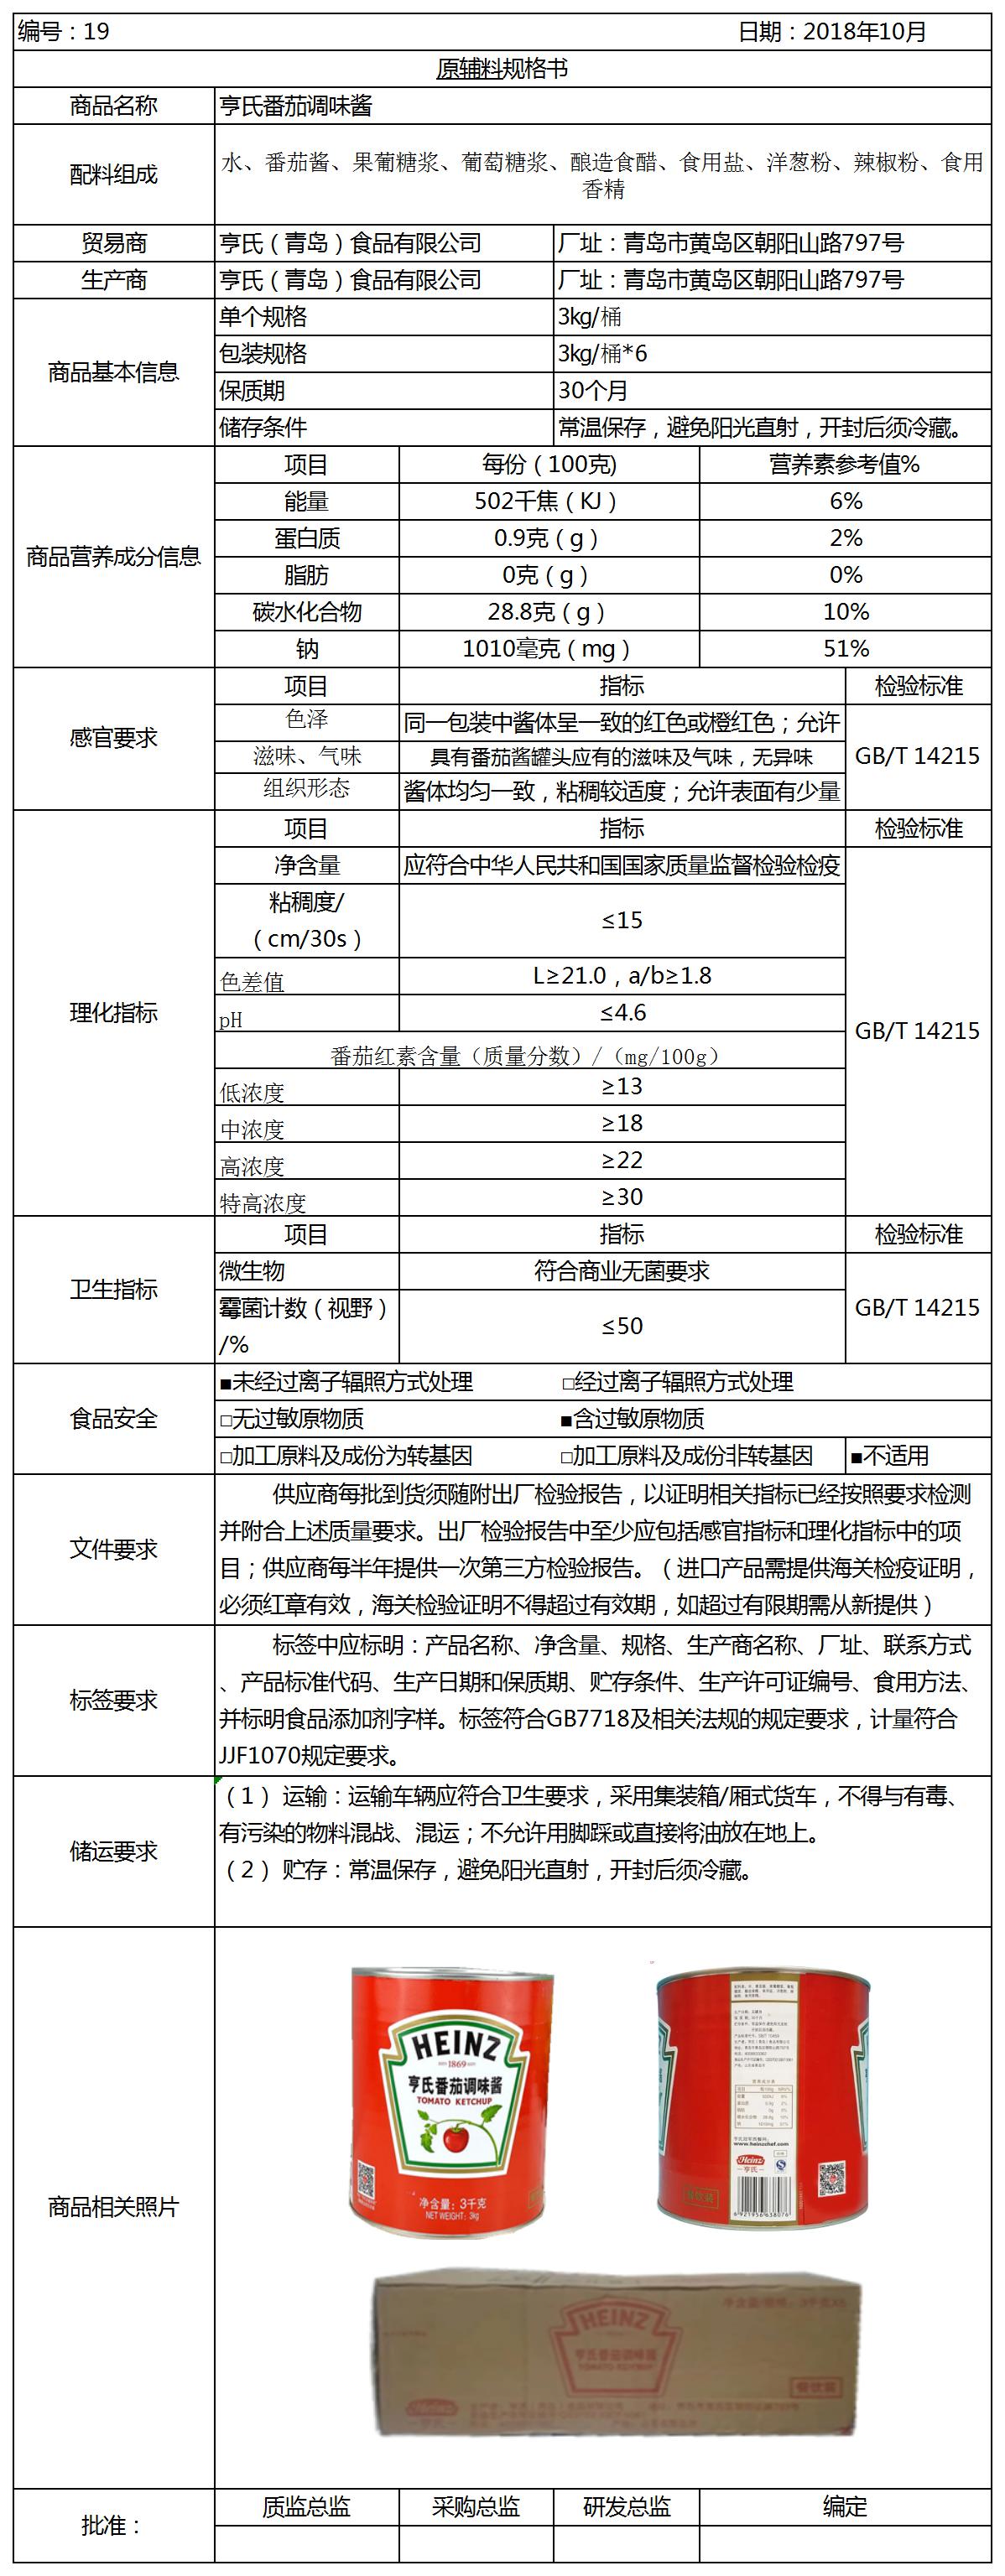 编号：19 日期：2018年10月
原辅料规格书
商品名称 亨氏番茄调味酱
配料组成 水、番茄酱、果葡糖浆、葡萄糖浆、酿造食醋、食用盐、洋葱粉、辣椒粉、食用
香精
贸易商 亨氏（青岛）食品有限公司 厂址：青岛市黄岛区朝阳山路797号
生产商 亨氏（青岛）食品有限公司 厂址：青岛市黄岛区朝阳山路797号
商品基本信息
单个规格 3kg/桶
包装规格 3kg/桶*6
保质期 30个月
储存条件 常温保存，避免阳光直射，开封后须冷藏。
商品营养成分信息
项目 每份（100克) 营养素参考值%
能量 502千焦（KJ） 6%
蛋白质 0.9克（g） 2%
脂肪 0克（g） 0%
碳水化合物 28.8克（g） 10%
钠 1010毫克（mg） 51%
感官要求
项目 指标 检验标准
色泽 同一包装中酱体呈一致的红色或橙红色；允许
滋味、气味 具有番茄酱罐头应有的滋味及气味，无异味 GB/T 14215
组织形态 酱体均匀一致，粘稠较适度；允许表面有少量
理化指标
项目 指标 检验标准
净含量 应符合中华人民共和国国家质量监督检验检疫
粘稠度/
（cm/30s） ≤15
色差值 L≥21.0，a/b≥1.8
pH ≤4.6
GB/T 14215
番茄红素含量（质量分数）/（mg/100g）
低浓度 ≥13
中浓度 ≥18
高浓度 ≥22
特高浓度 ≥30
卫生指标
项目 指标 检验标准
微生物 符合商业无菌要求
GB/T 14215
霉菌计数（视野）
/% ≤50
食品安全
■未经过离子辐照方式处理 □经过离子辐照方式处理
□无过敏原物质 ■含过敏原物质
□加工原料及成份为转基因 □加工原料及成份非转基因 ■不适用
文件要求
供应商每批到货须随附出厂检验报告，以证明相关指标已经按照要求检测
并附合上述质量要求。出厂检验报告中至少应包括感官指标和理化指标中的项
目；供应商每半年提供一次第三方检验报告。（进口产品需提供海关检疫证明，
必须红章有效，海关检验证明不得超过有效期，如超过有限期需从新提供）
标签要求
标签中应标明：产品名称、净含量、规格、生产商名称、厂址、联系方式
、产品标准代码、生产日期和保质期、贮存条件、生产许可证编号、食用方法、
并标明食品添加剂字样。标签符合GB7718及相关法规的规定要求，计量符合
JJF1070规定要求。
储运要求
（1） 运输：运输车辆应符合卫生要求，采用集装箱/厢式货车，不得与有毒、
有污染的物料混战、混运；不允许用脚踩或直接将油放在地上。
（2） 贮存：常温保存，避免阳光直射，开封后须冷藏。
商品相关照片
HEINZ
1869
亨氏番茄调味酱
TOMATO KETCHUP
净含量：3千克
NET WEIGHT: 3kg
www.heinzchef.com
Heinz
亨氏
6921956638076
HEINZ
亨氏番茄调味酱
TOMATO KETCHUP
餐饮装
批准：
质监总监 采购总监 研发总监 编定